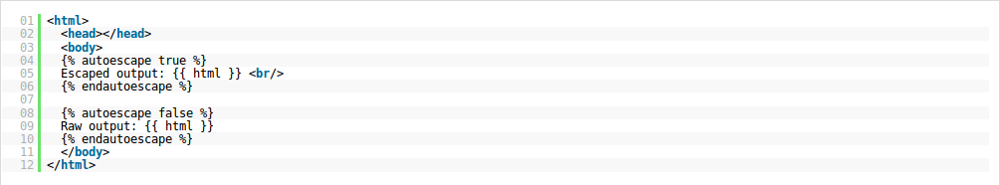 01 <html>
02   <head></head>
03   <body>
04   {% autoescape true %}
05   Escaped output: {{ html }} <br/>
06   {% endautoescape %}
07
08   {% autoescape false %}
09   Raw output: {{ html }}
10   {% endautoescape %}
11   </body>
12 </html>